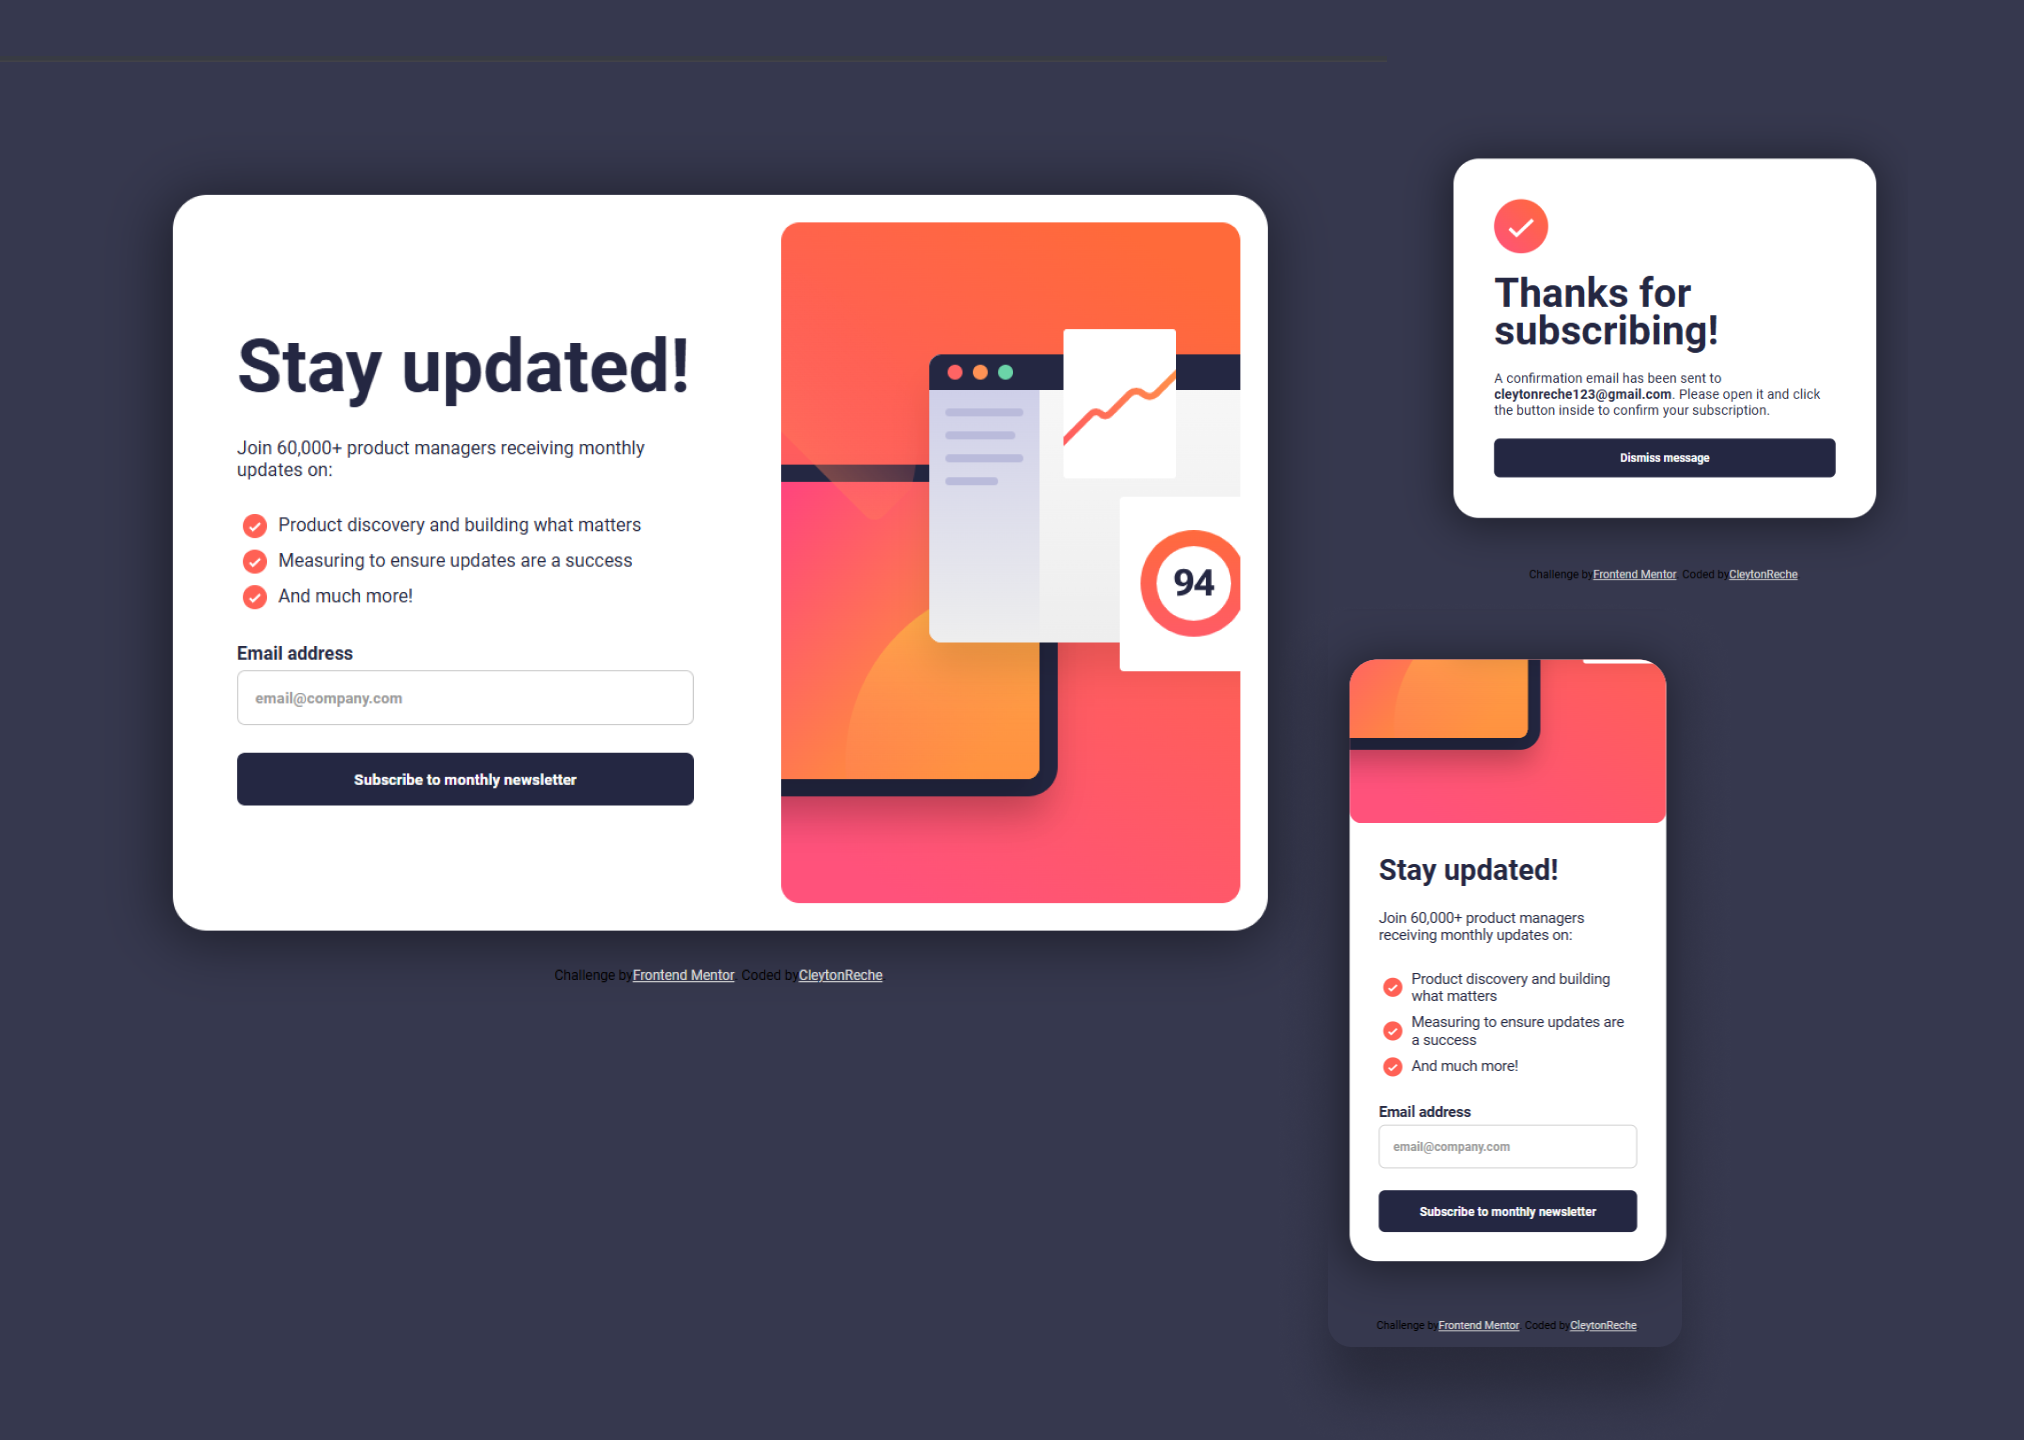 Stay updated!
Join 60,000+ product managers receiving monthly
updates on:
Product discovery and building what matters
Measuring to ensure updates are a success
And much more!
Email address
email@company.com
Subscribe to monthly newsletter
94
Challenge by Frontend Mentor Coded by CleytonReche
Thanks for
subscribing!
A confirmation email has been sent to
cleytonreche123@gmail.com. Please open it and click
the button inside to confirm your subscription.
Dismiss message
Challenge by Frontend Mentor Coded by CleytonReche
Stay updated!
Join 60,000+ product managers
receiving monthly updates on:
Product discovery and building
what matters
Measuring to ensure updates are
a success
And much more!
Email address
email@company.com
Subscribe to monthly newsletter
Challenge by Frontend Mentor Coded by CleytonReche